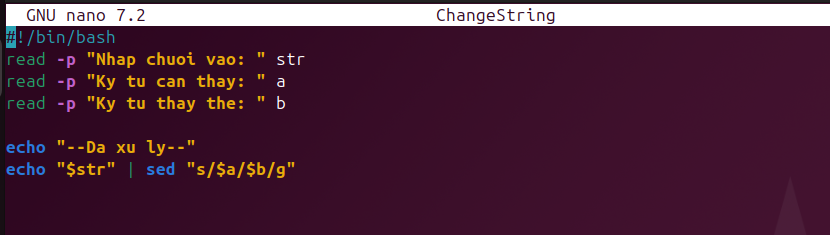 GNU nano 7.2 ChangeString
#!/bin/bash
read -p "Nhap chuoi vao: " str
read -p "Ky tu can thay: " a
read -p "Ky tu thay the: " b
echo "--Da xu ly--"
echo "$str" | sed "s/$a/$b/g"